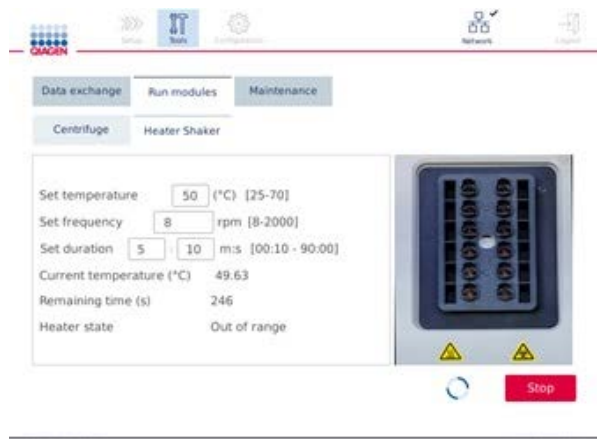 QIAGEN
Setup
Tools
Configuration
Network
Logout
Data exchange
Run modules
Maintenance
Centrifuge
Heater Shaker
Set temperature 50 (°C) [25-70]
Set frequency 8 rpm [8-2000]
Set duration 5 : 10 m:s [00:10 - 90:00]
Current temperature (°C) 49.63
Remaining time (s) 246
Heater state Out of range
Stop